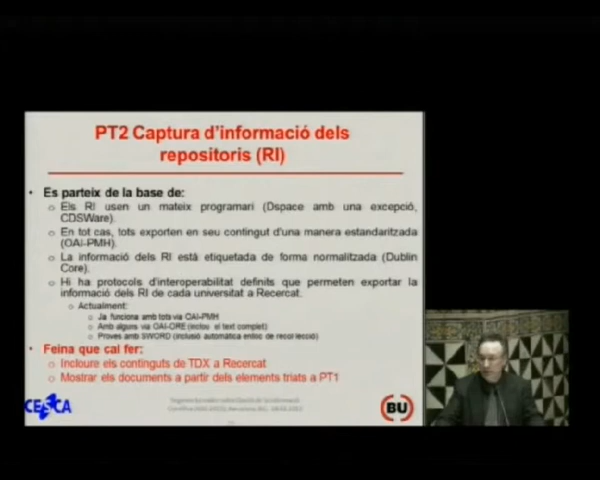 PT2 Captura d'informació dels
repositoris (RI)
• Es parteix de la base de:
o Els RI usen un mateix programari (Dspace amb una excepció,
CDSWare).
o En tot cas, tots exporten en seu contingut d'una manera estandaritzada
(OAI-PMH).
o La informació dels RI està etiquetada de forma normalitzada (Dublin
Core).
o Hi ha protocols d'interoperabilitat definits que permeten exportar la
informació dels RI de cada universitat a Recercat.
• Actualment:
o Ja funciona amb tots via OAI-PMH
o Amb alguns via OAI-ORE (inclou el text complet)
o Proves amb SWORD (inclusió automàtica enlloc de recol·lecció)
• Feina que cal fer:
o Incloure els continguts de TDX a Recercat
o Mostrar els documents a partir dels elements triats a PT1
CESCA
BU